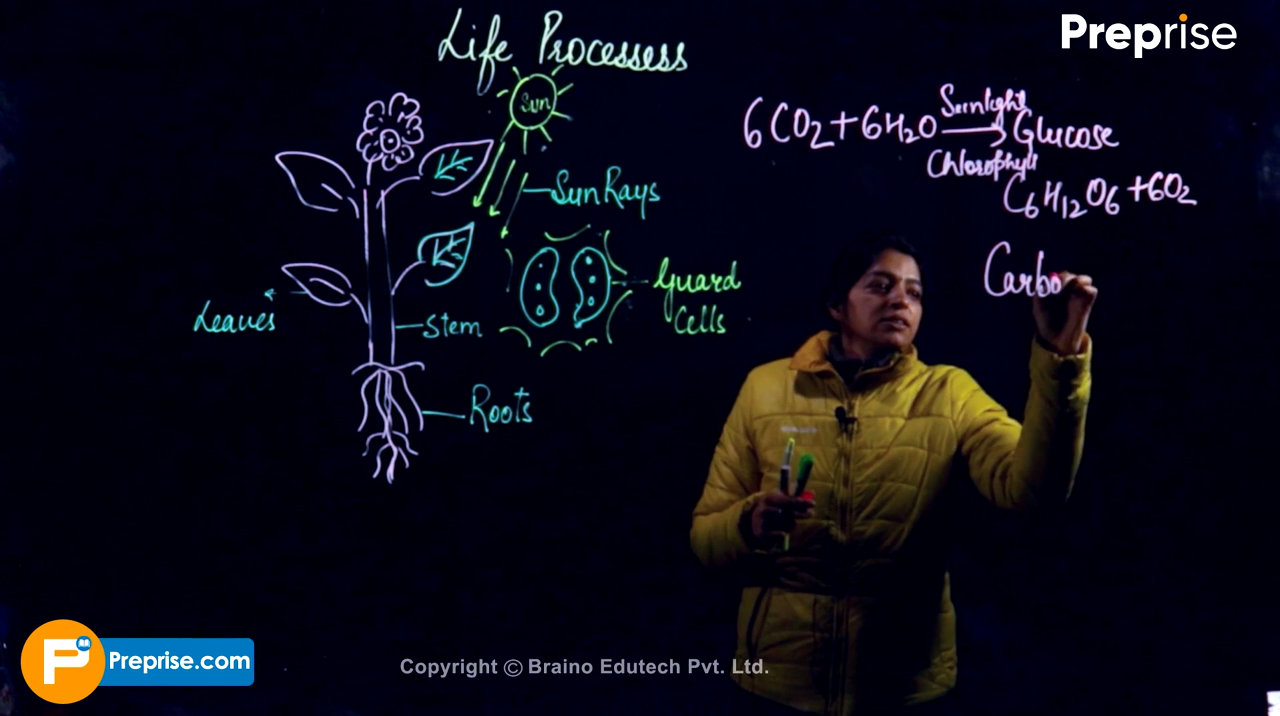 Life Processess
Preprise
Sun
6CO2 + 6H2O Sunlight → Chlorophyll Glucose
C6H12O6 + 6O2
Sun Rays
Carbo
Guard
Cells
Leaves
Stem
Roots
Preprise.com
Copyright © Braino Edutech Pvt. Ltd.